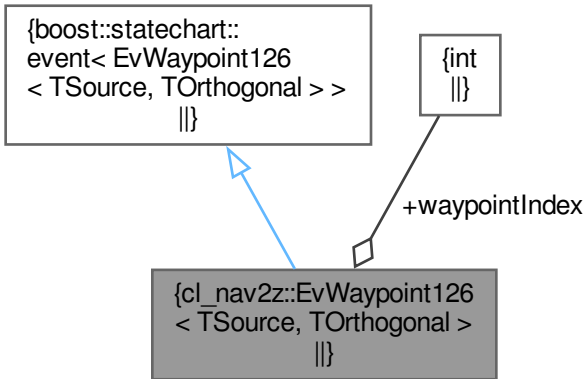 {boost::statechart::
event< EvWaypoint126
< TSource, TOrthogonal > >
||}
{int
||}
+waypointIndex
{cl_nav2z::EvWaypoint126
< TSource, TOrthogonal >
||}